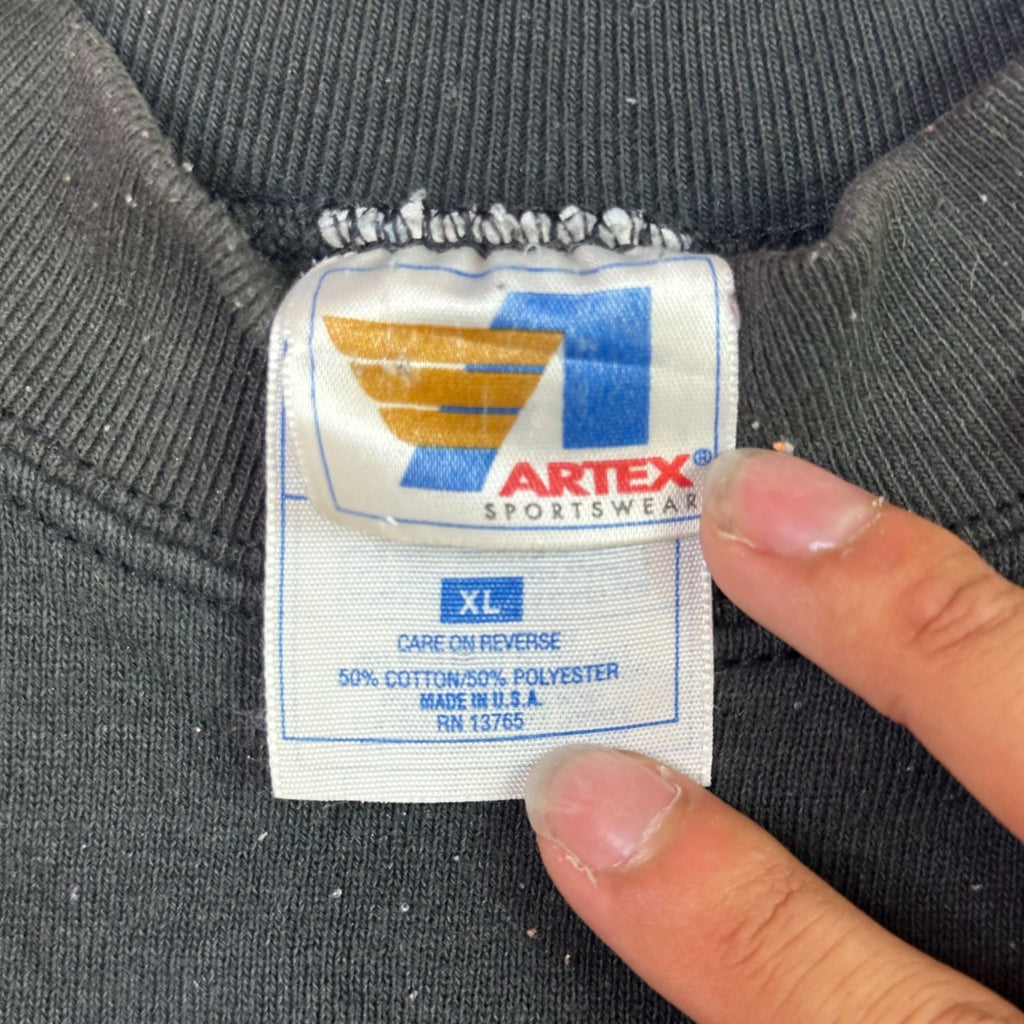 ARTEX®
SPORTSWEAR
XL
CARE ON REVERSE
50% COTTON/50% POLYESTER
MADE IN U.S.A.
RN 13765